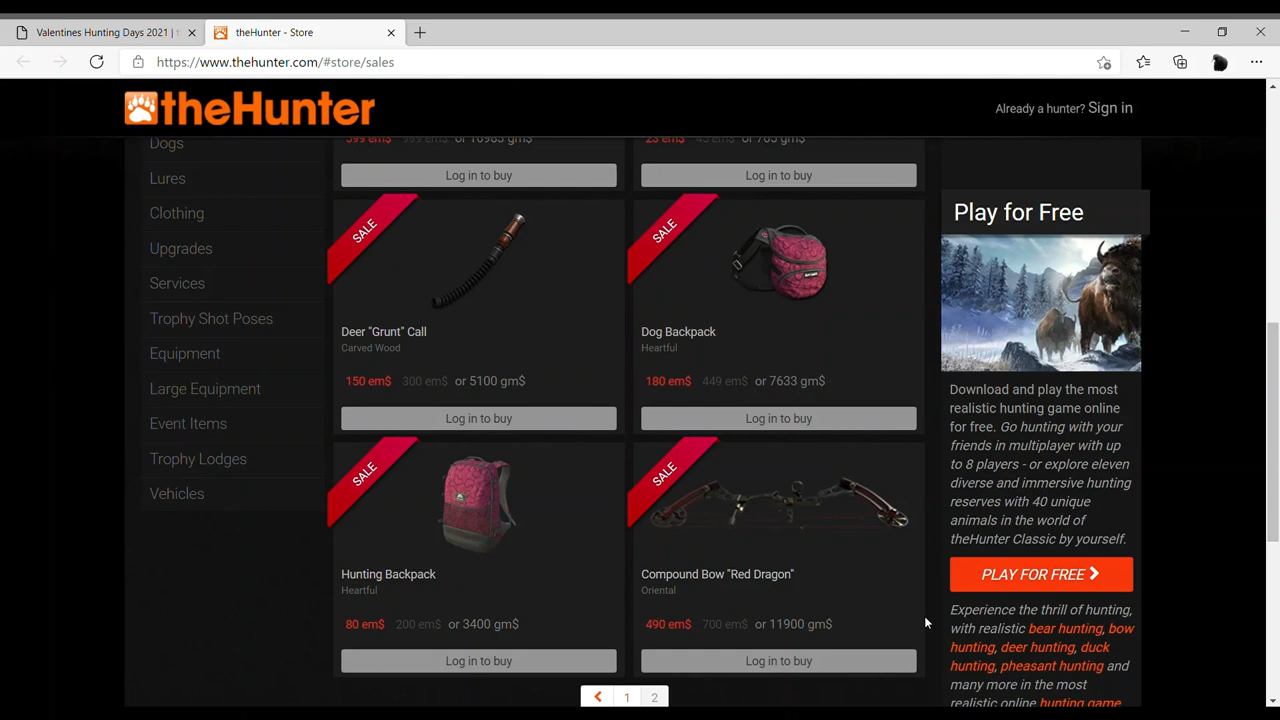 Valentines Hunting Days 2021 | t
theHunter - Store
https://www.thehunter.com/#store/sales
theHunter
Already a hunter? Sign in
Dogs
Lures
Clothing
Upgrades
Services
Trophy Shot Poses
Equipment
Large Equipment
Event Items
Trophy Lodges
Vehicles
599 em$ 999 em$ or 16983 gm$
23 em$ 45 em$ or 765 gm$
Log in to buy
Log in to buy
SALE
Deer "Grunt" Call
Carved Wood
150 em$ 300 em$ or 5100 gm$
Log in to buy
SALE
Dog Backpack
Heartful
180 em$ 449 em$ or 7633 gm$
Log in to buy
SALE
Hunting Backpack
Heartful
80 em$ 200 em$ or 3400 gm$
Log in to buy
SALE
Compound Bow "Red Dragon"
Oriental
490 em$ 700 em$ or 11900 gm$
Log in to buy
1 2
Play for Free
Download and play the most
realistic hunting game online
for free. Go hunting with your
friends in multiplayer with up
to 8 players - or explore eleven
diverse and immersive hunting
reserves with 40 unique
animals in the world of
theHunter Classic by yourself.
PLAY FOR FREE
Experience the thrill of hunting,
with realistic bear hunting, bow
hunting, deer hunting, duck
hunting, pheasant hunting and
many more in the most
realistic online hunting game